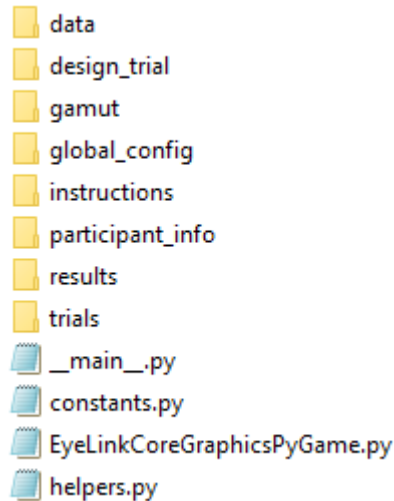 data
design_trial
gamut
global_config
instructions
participant_info
results
trials
__main__.py
constants.py
EyeLinkCoreGraphicsPyGame.py
helpers.py